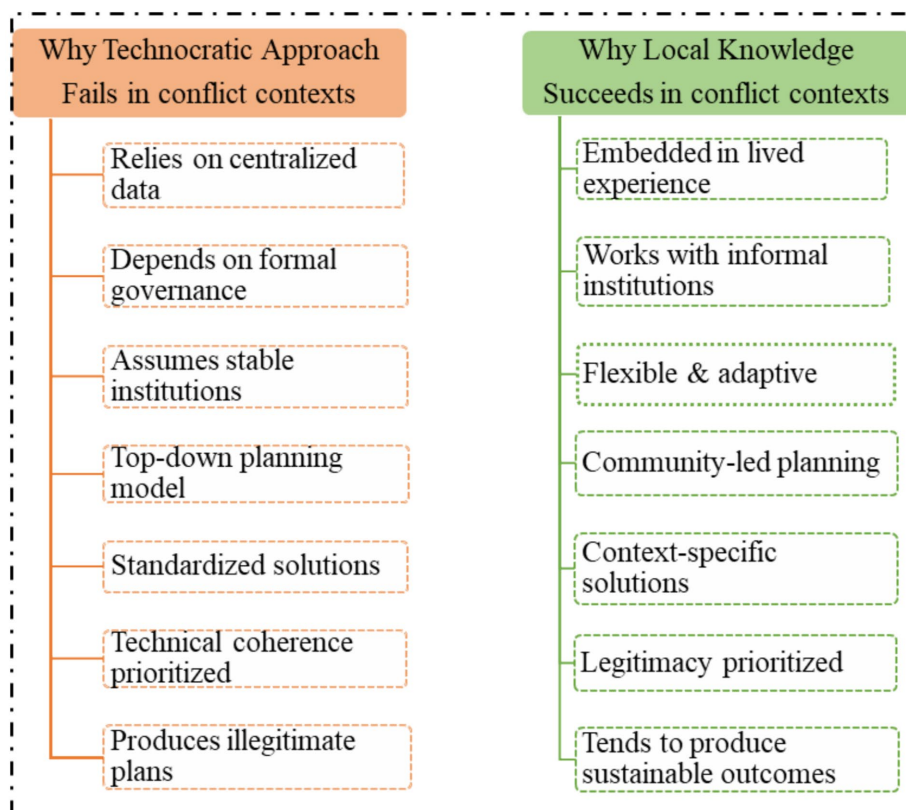 Why Technocratic Approach
Fails in conflict contexts
Relies on centralized
data
Depends on formal
governance
Assumes stable
institutions
Top-down planning
model
Standardized solutions
Technical coherence
prioritized
Produces illegitimate
plans
Why Local Knowledge
Succeeds in conflict contexts
Embedded in lived
experience
Works with informal
institutions
Flexible & adaptive
Community-led planning
Context-specific
solutions
Legitimacy prioritized
Tends to produce
sustainable outcomes